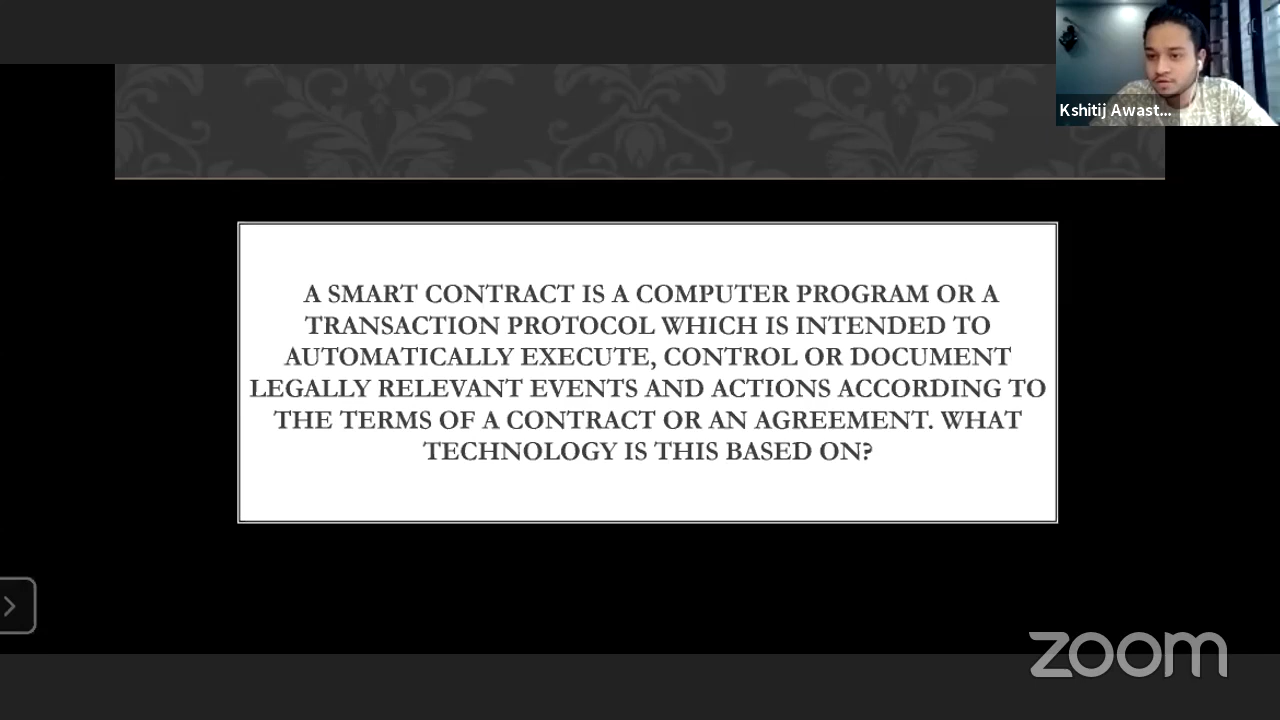 Kshitij Awast...
A SMART CONTRACT IS A COMPUTER PROGRAM OR A
TRANSACTION PROTOCOL WHICH IS INTENDED TO
AUTOMATICALLY EXECUTE, CONTROL OR DOCUMENT
LEGALLY RELEVANT EVENTS AND ACTIONS ACCORDING TO
THE TERMS OF A CONTRACT OR AN AGREEMENT. WHAT
TECHNOLOGY IS THIS BASED ON?
zoom